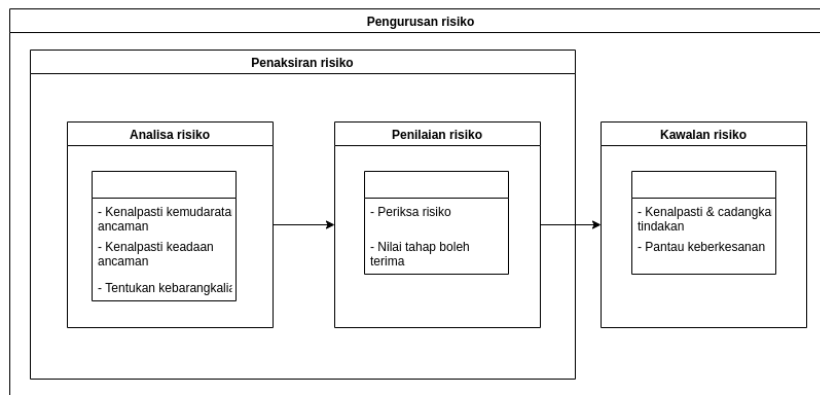 Pengurusan risiko
Penaksiran risiko
Analisa risiko
- Kenalpasti kemudarata
ancaman
- Kenalpasti keadaan
ancaman
- Tentukan kebarangkalia
Penilaian risiko
- Periksa risiko
- Nilai tahap boleh
terima
Kawalan risiko
- Kenalpasti & cadangka
tindakan
- Pantau keberkesanan